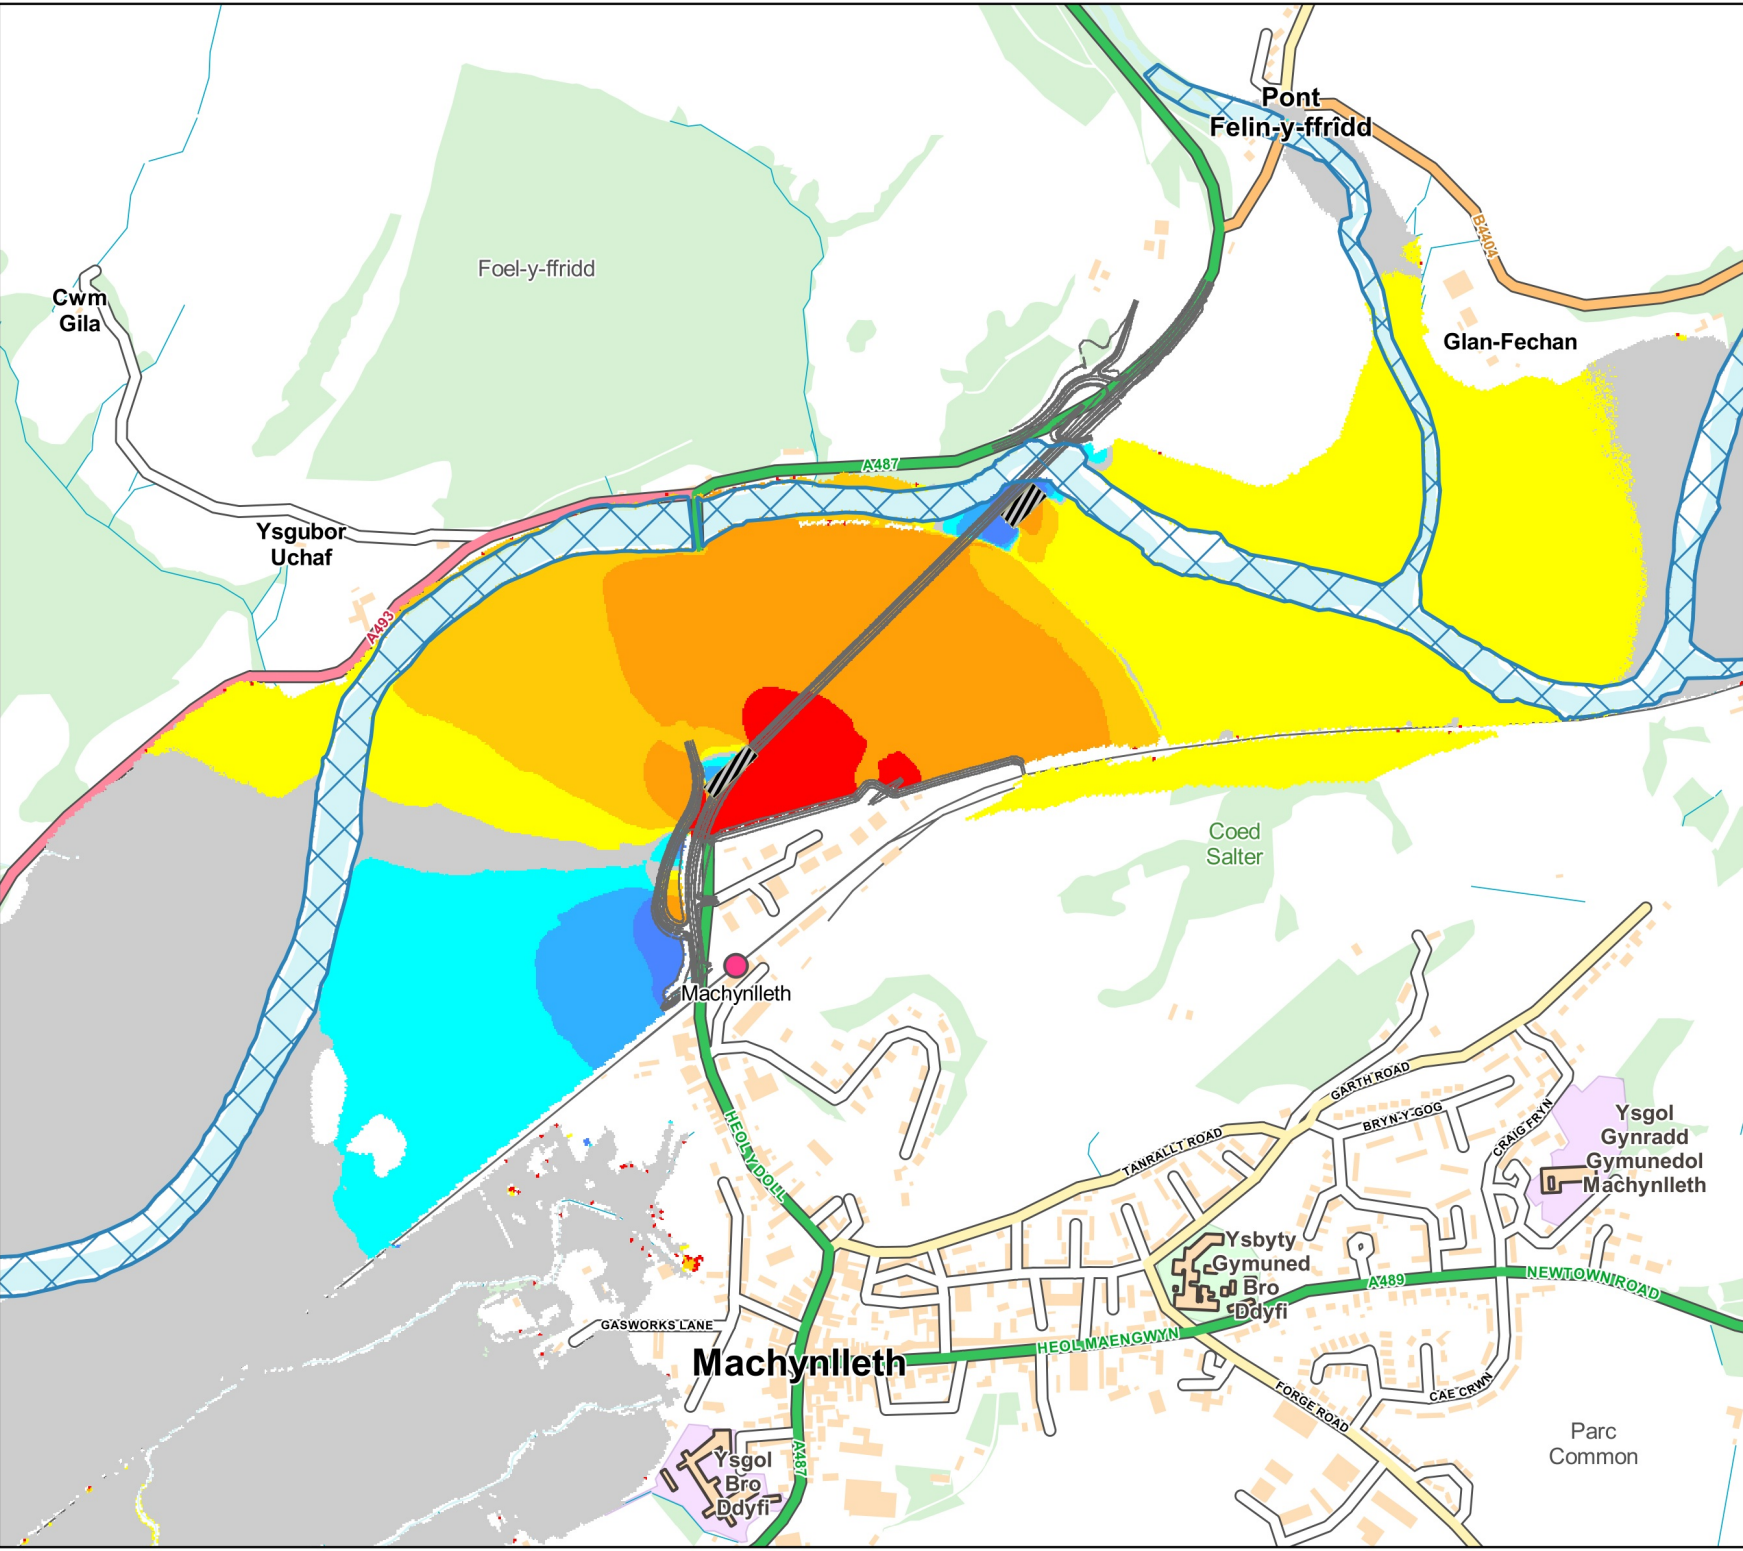 Pont
Felin-y-ffrîdd
B4404
Foel-y-ffridd
Cwm
Gila
Glan-Fechan
A487
Ysgubor
Uchaf
A493
Coed
Salter
Machynlleth
HEOL Y DOLL
GARTH ROAD
BRYN-Y-GOG
CRAIG FRYN
TANRALLT ROAD
Ysgol
Gynradd
Gymunedol
Machynlleth
Ysbyty
Gymuned
Bro
Ddyfi
A489
NEWTOWN ROAD
GASWORKS LANE
HEOL MAENGWYN
Machynlleth
FORGE ROAD
CAE CRWN
Parc
Common
A487
Ysgol
Bro
Ddyfi